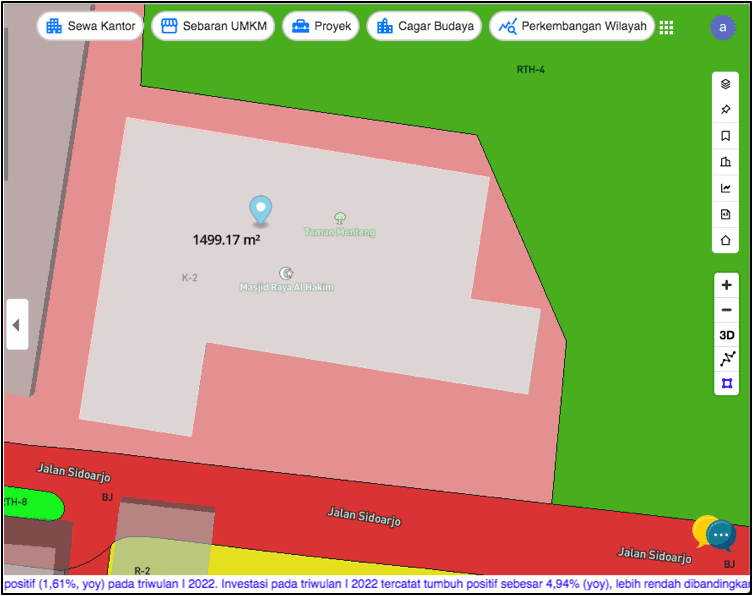 Sewa Kantor
Sebaran UMKM
Proyek
Cagar Budaya
Perkembangan Wilayah
a
RTH-4
1499.17 m²
Taman Menteng
K-2
Masjid Raya Al Hakim
3D
Jalan Sidoarjo
BJ
TH-8
Jalan Sidoarjo
Jalan Sidoarjo
BJ
R-2
positif (1,61%, yoy) pada triwulan I 2022. Investasi pada triwulan I 2022 tercatat tumbuh positif sebesar 4,94% (yoy), lebih rendah dibandingka